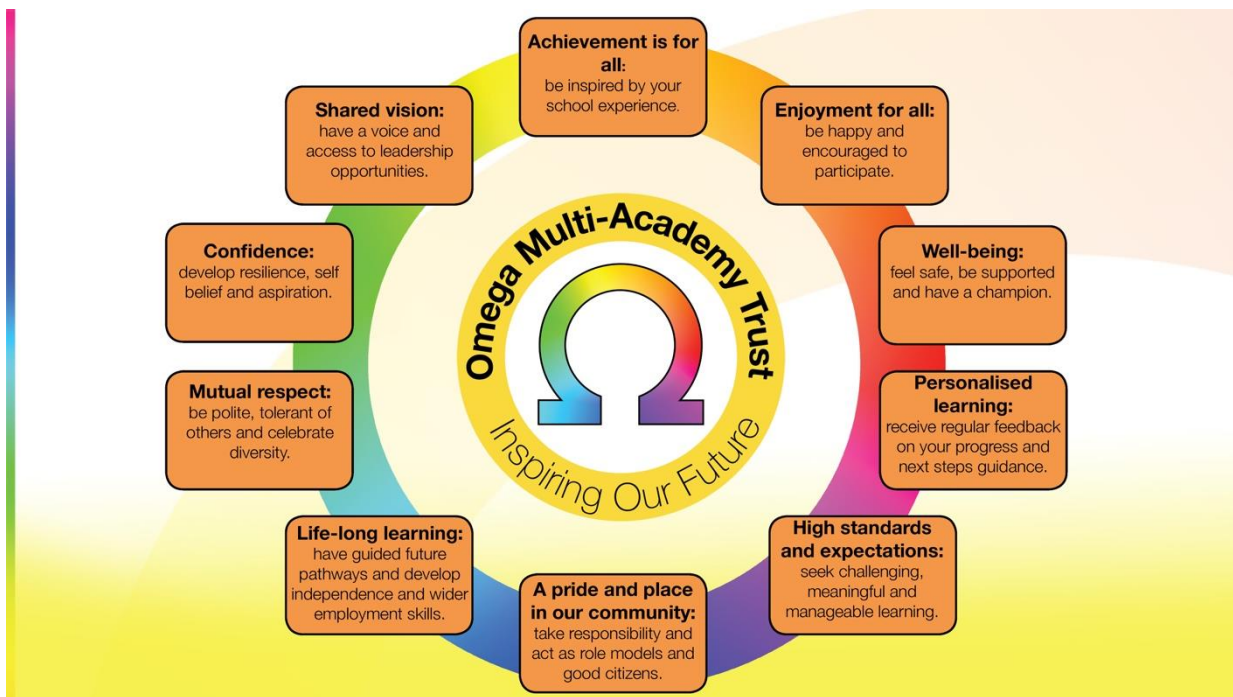 Achievement is for
all:
be inspired by your
school experience.
Enjoyment for all:
be happy and
encouraged to
participate.
Well-being:
feel safe, be supported
and have a champion.
Personalised
learning:
receive regular feedback
on your progress and
next steps guidance.
High standards
and expectations:
seek challenging,
meaningful and
manageable learning.
A pride and place
in our community:
take responsibility and
act as role models and
good citizens.
Life-long learning:
have guided future
pathways and develop
independence and wider
employment skills.
Mutual respect:
be polite, tolerant of
others and celebrate
diversity.
Confidence:
develop resilience, self
belief and aspiration.
Shared vision:
have a voice and
access to leadership
opportunities.
Omega Multi-Academy Trust
Ω
Inspiring Our Future